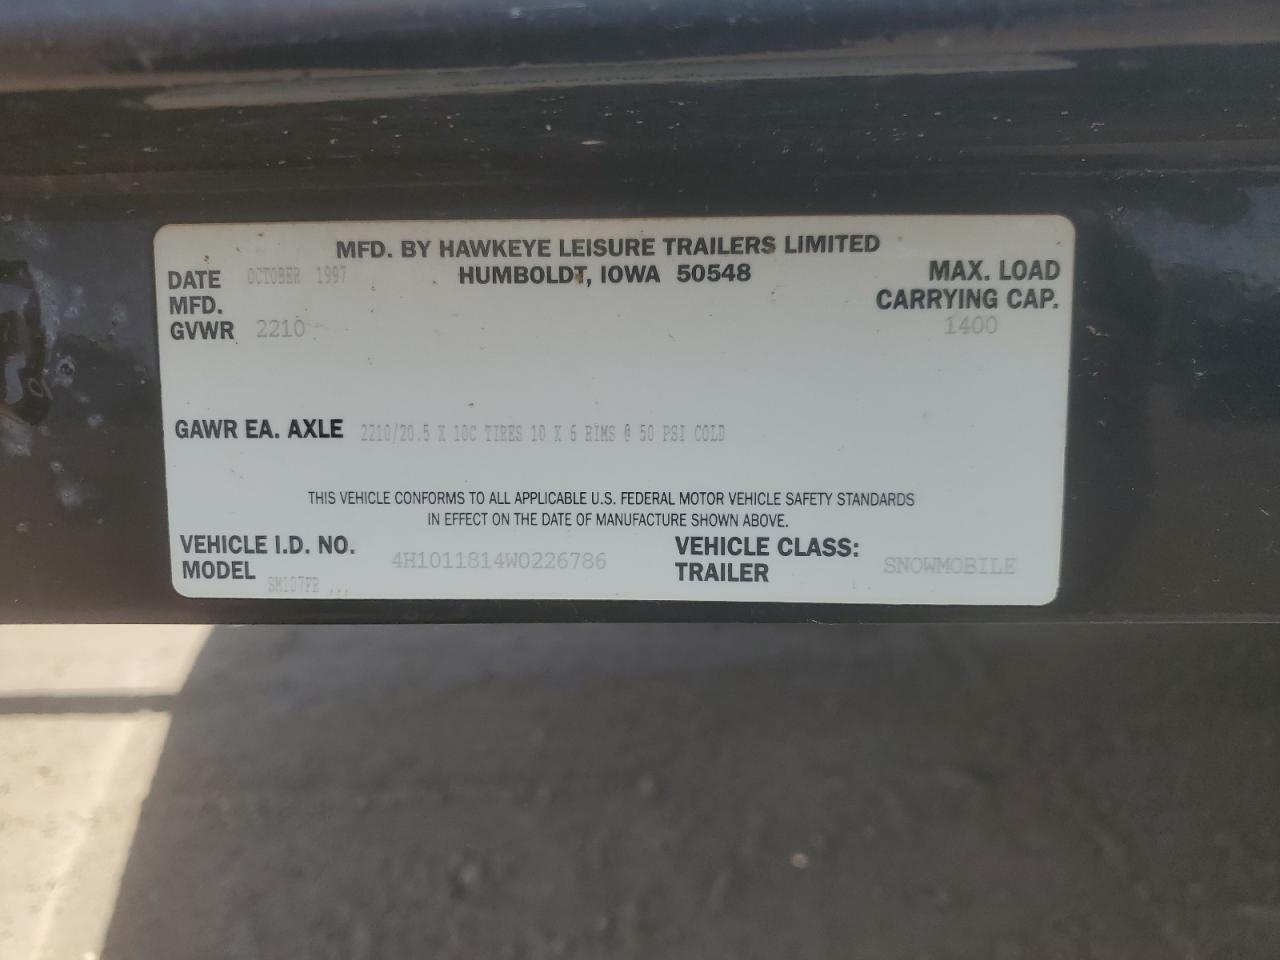 MFD. BY HAWKEYE LEISURE TRAILERS LIMITED
HUMBOLDT, IOWA 50548
DATE MFD. OCTOBER 1997
MAX. LOAD
CARRYING CAP.
1400
GVWR 2210
GAWR EA. AXLE 2210/20.5 X 10C TIRES 10 X 6 RIMS @ 50 PSI COLD
THIS VEHICLE CONFORMS TO ALL APPLICABLE U.S. FEDERAL MOTOR VEHICLE SAFETY STANDARDS
IN EFFECT ON THE DATE OF MANUFACTURE SHOWN ABOVE.
VEHICLE I.D. NO. 4H1011814W0226786
MODEL SM107FR ,,,
VEHICLE CLASS: SNOWMOBILE
TRAILER